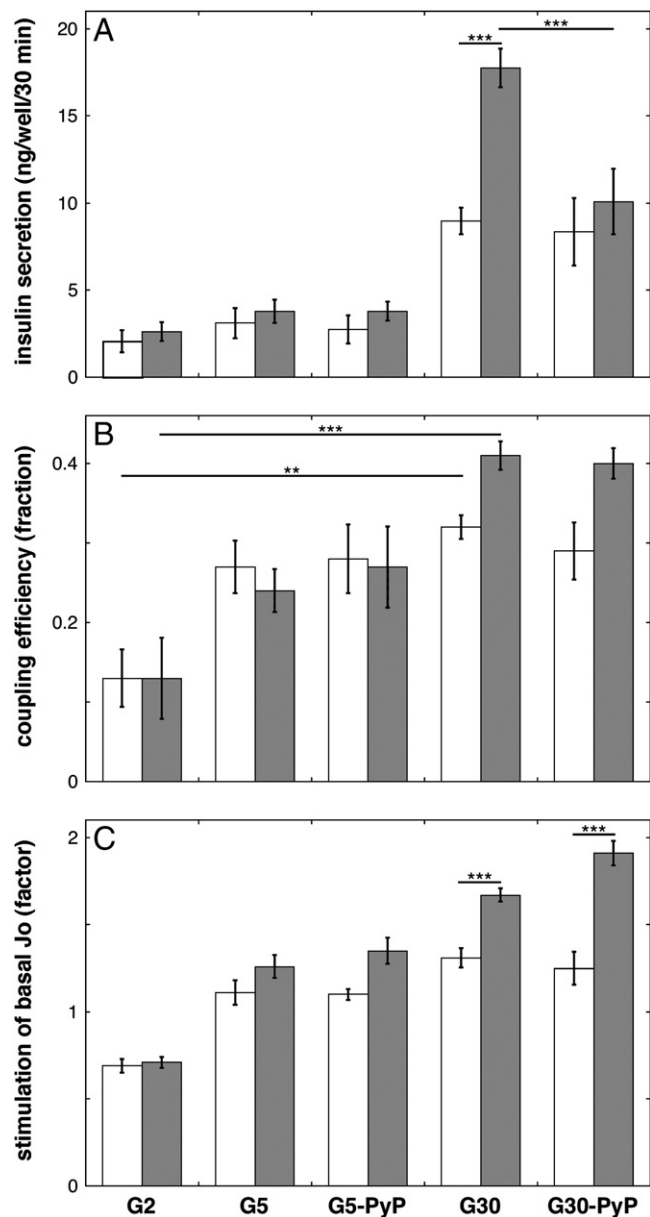 A
insulin secretion (ng/well/30 min)
20
15
10
5
0
***
***
B
coupling efficiency (fraction)
0.4
0.2
0
***
**
C
stimulation of basal Jo (factor)
2
1
0
***
***
G2 G5 G5-PyP G30 G30-PyP